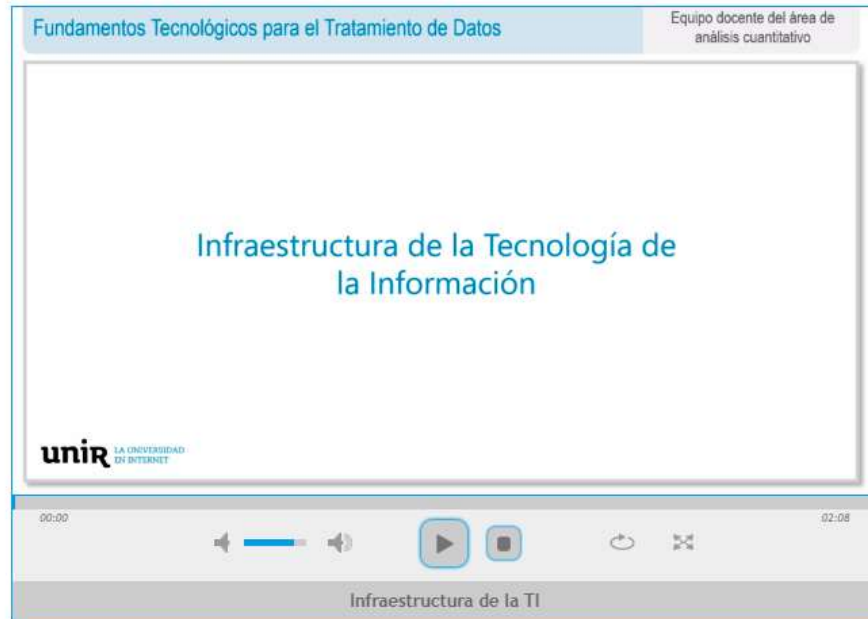 Fundamentos Tecnológicos para el Tratamiento de Datos
Equipo docente del área de
análisis cuantitativo
Infraestructura de la Tecnología de
la Información
unir LA UNIVERSIDAD
EN INTERNET
00:00
02:08
Infraestructura de la TI